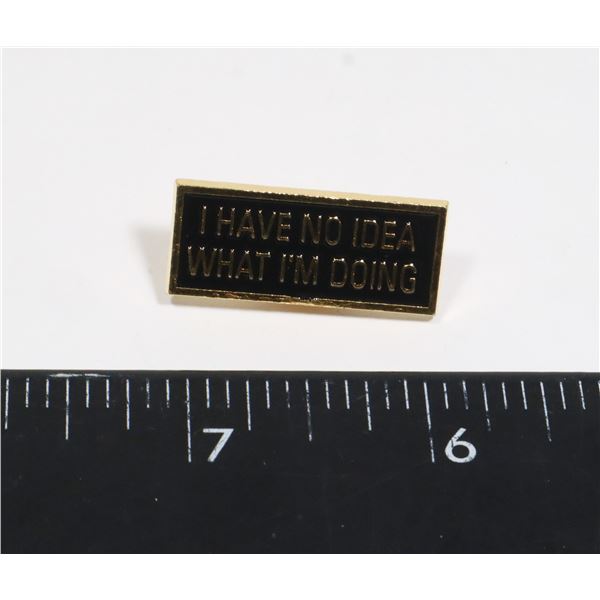 I HAVE NO IDEA
WHAT I'M DOING
7 6